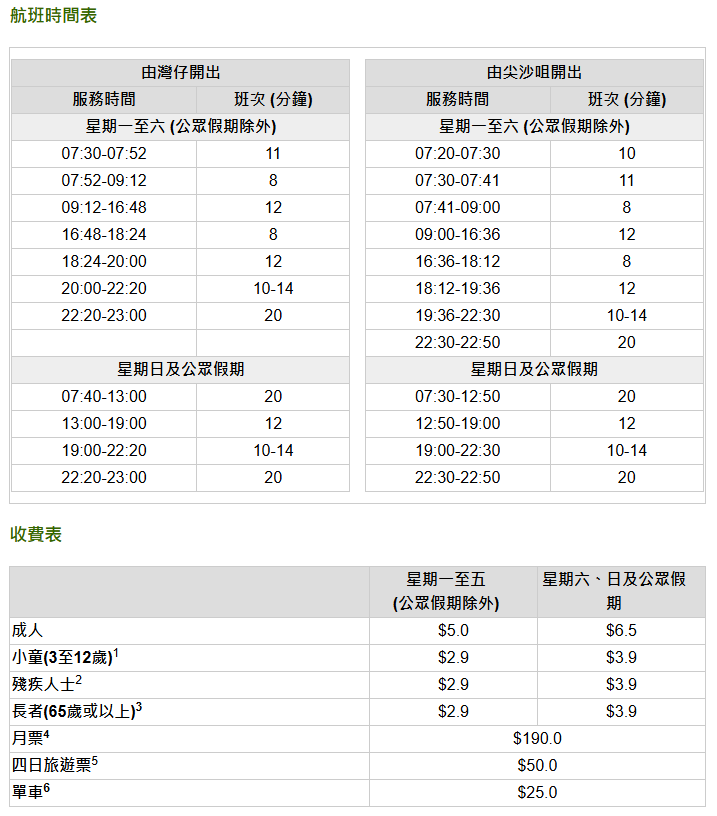 航班時間表
由灣仔開出
服務時間 班次 (分鐘)
星期一至六 (公眾假期除外)
07:30-07:52 11
07:52-09:12 8
09:12-16:48 12
16:48-18:24 8
18:24-20:00 12
20:00-22:20 10-14
22:20-23:00 20
星期日及公眾假期
07:40-13:00 20
13:00-19:00 12
19:00-22:20 10-14
22:20-23:00 20
由尖沙咀開出
服務時間 班次 (分鐘)
星期一至六 (公眾假期除外)
07:20-07:30 10
07:30-07:41 11
07:41-09:00 8
09:00-16:36 12
16:36-18:12 8
18:12-19:36 12
19:36-22:30 10-14
22:30-22:50 20
星期日及公眾假期
07:30-12:50 20
12:50-19:00 12
19:00-22:30 10-14
22:30-22:50 20
收費表
星期一至五
(公眾假期除外)
星期六、日及公眾假
期
成人 $5.0 $6.5
小童(3至12歲)1 $2.9 $3.9
殘疾人士2 $2.9 $3.9
長者(65歲或以上)3 $2.9 $3.9
月票4 $190.0
四日旅遊票5 $50.0
單車6 $25.0